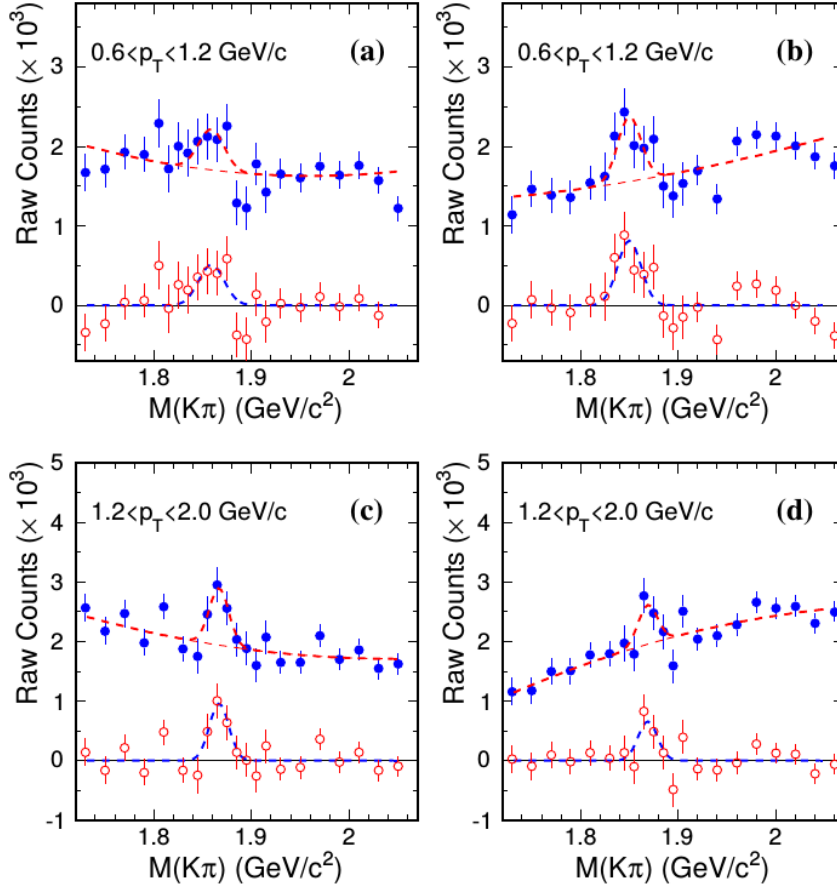 0.6<p_T<1.2 GeV/c (a)
Raw Counts (× 10³)
3
2
1
0
1.8 1.9 2
M(Kπ) (GeV/c²)
0.6<p_T<1.2 GeV/c (b)
Raw Counts (× 10³)
3
2
1
0
1.8 1.9 2
M(Kπ) (GeV/c²)
1.2<p_T<2.0 GeV/c (c)
Raw Counts (× 10³)
5
4
3
2
1
0
-1
1.8 1.9 2
M(Kπ) (GeV/c²)
1.2<p_T<2.0 GeV/c (d)
Raw Counts (× 10³)
5
4
3
2
1
0
-1
1.8 1.9 2
M(Kπ) (GeV/c²)